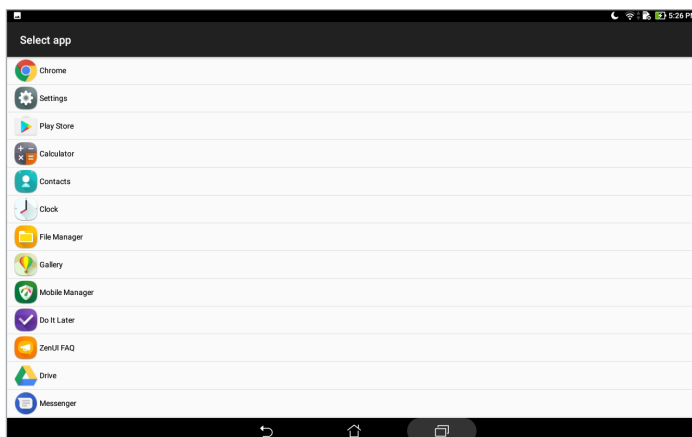 5:26 PM
Select app
Chrome
Settings
Play Store
Calculator
Contacts
Clock
File Manager
Gallery
Mobile Manager
Do It Later
ZenUI FAQ
Drive
Messenger